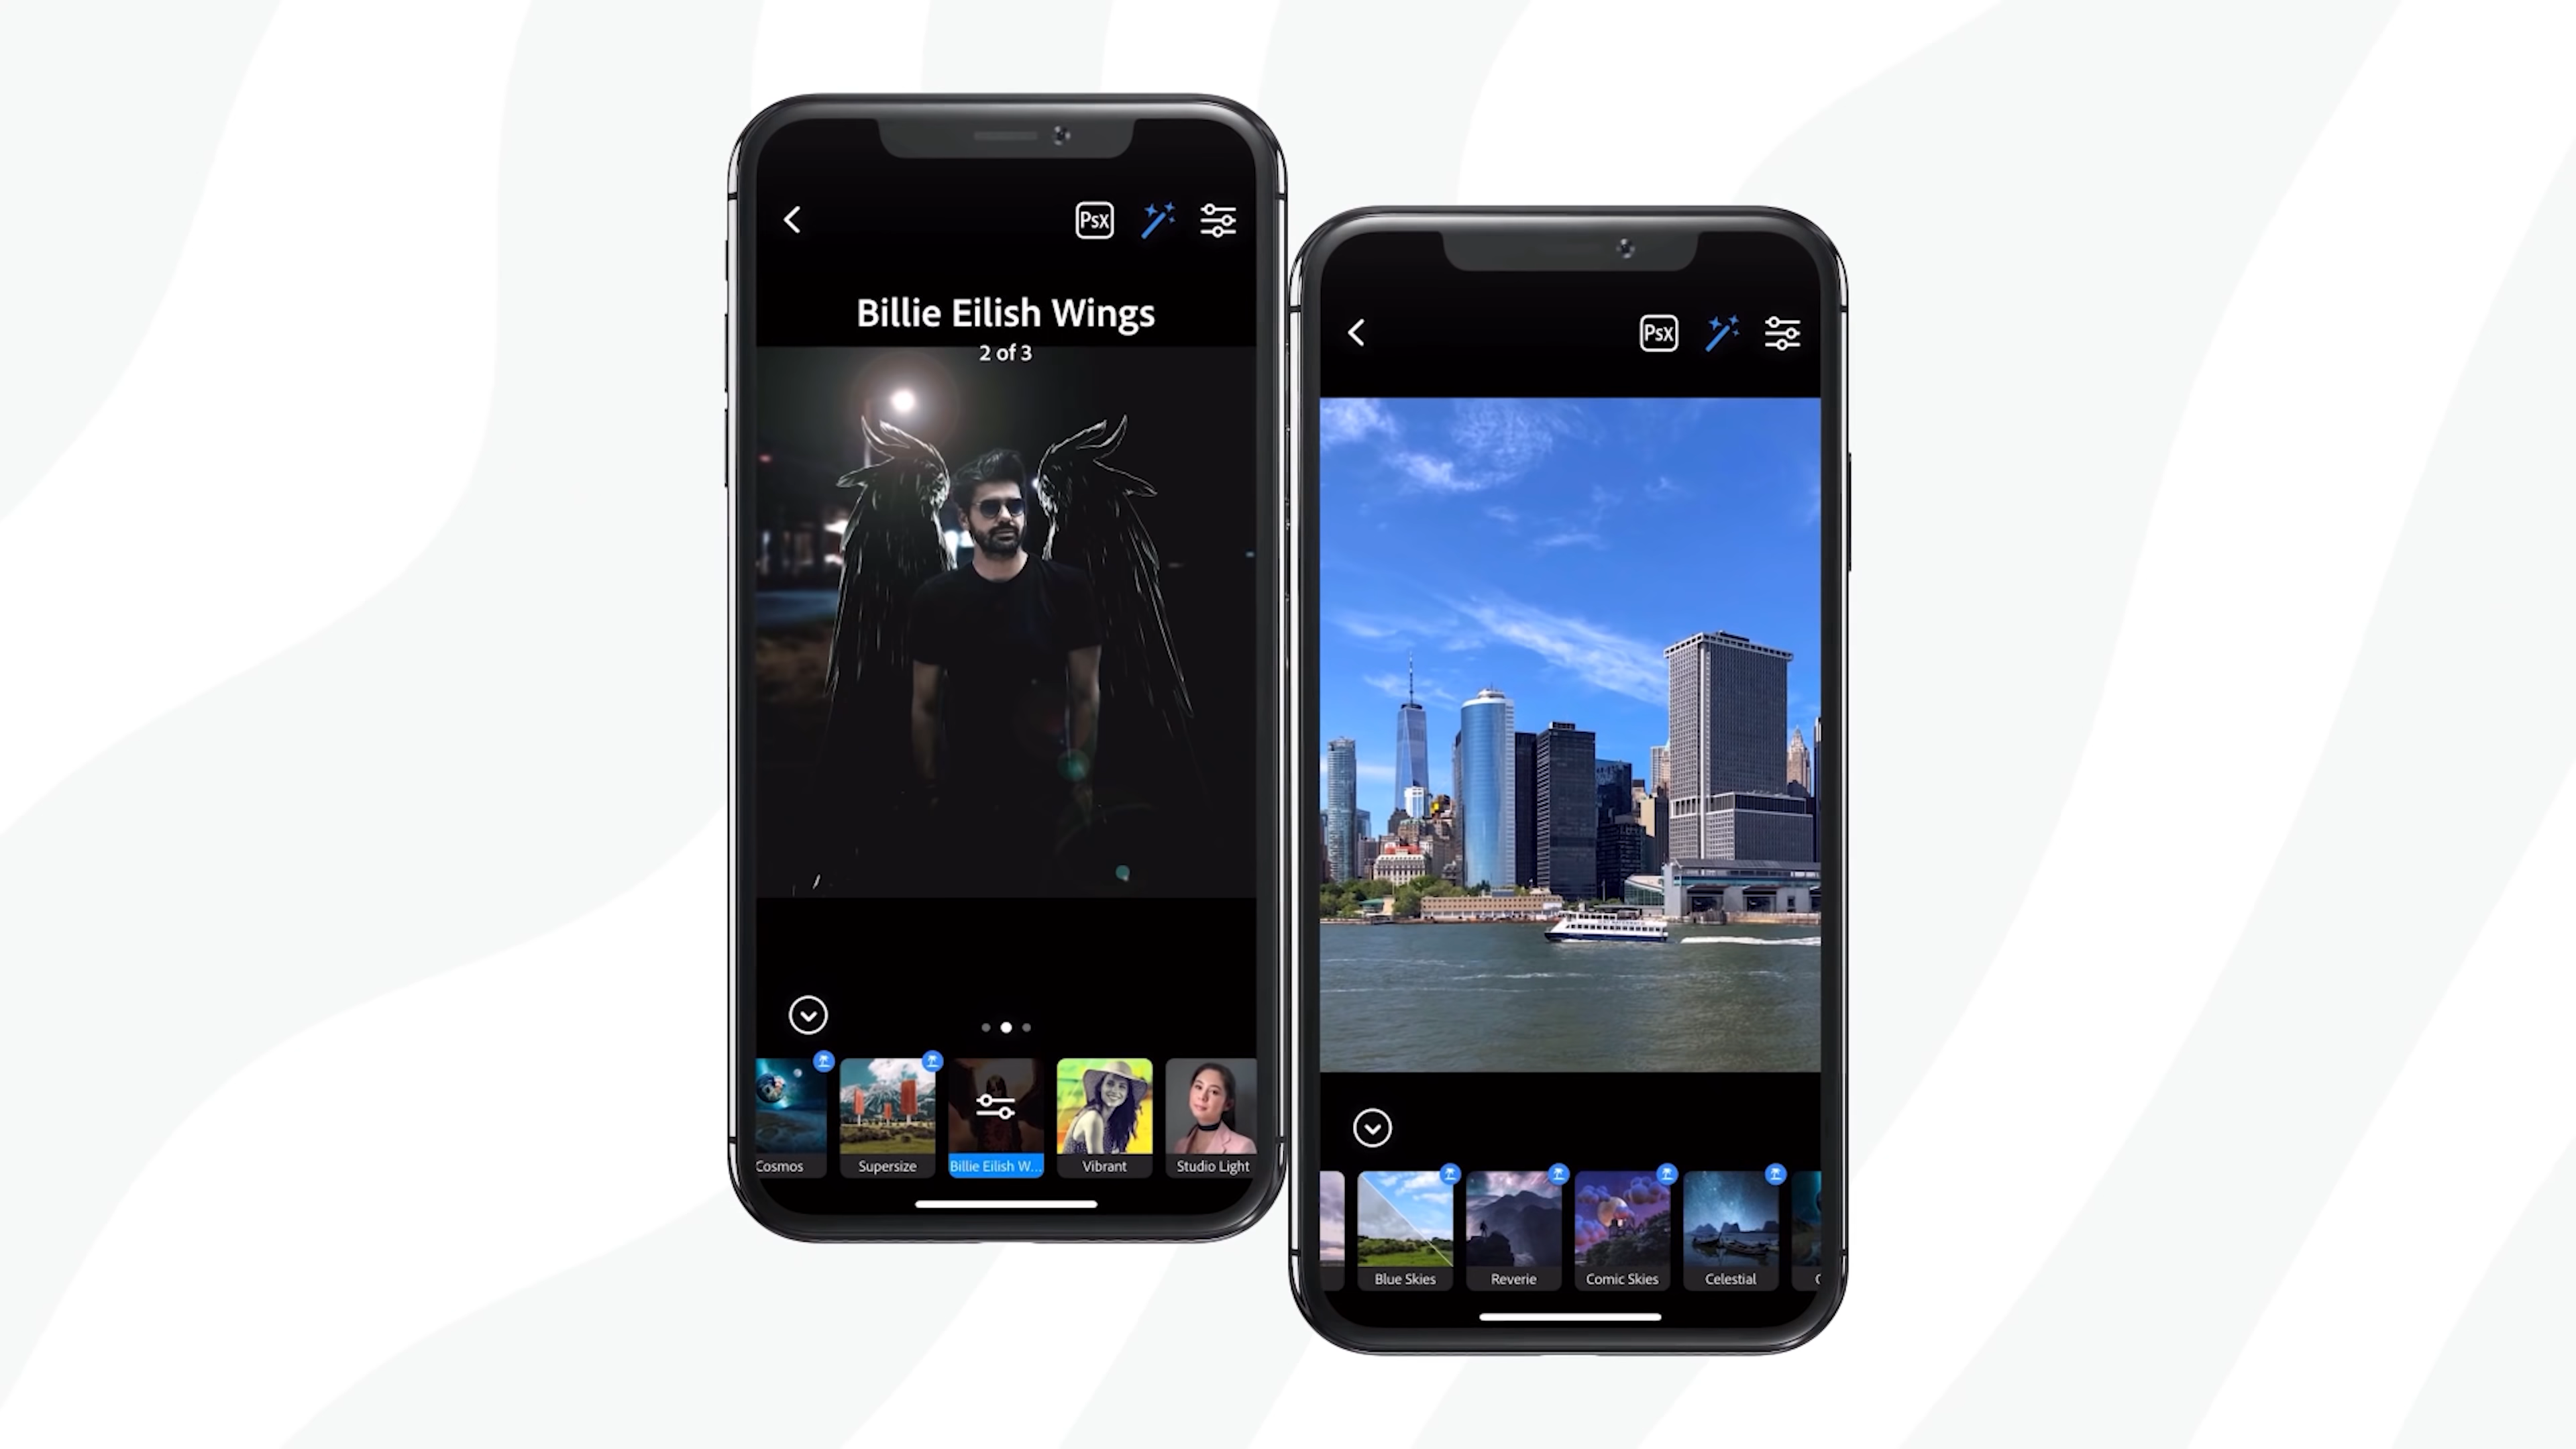 PsX
Billie Eilish Wings
2 of 3
Cosmos
Supersize
Billie Eilish W...
Vibrant
Studio Light
PsX
Blue Skies
Reverie
Comic Skies
Celestial